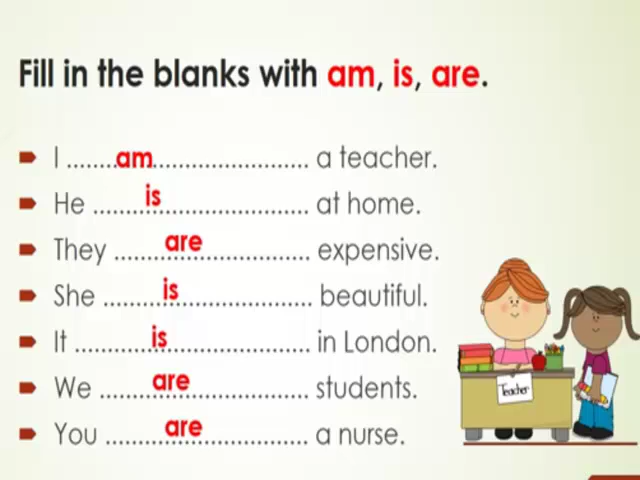 Fill in the blanks with am, is, are.
I ........am........................ a teacher.
He ........is........................ at home.
They ........are................ expensive.
She .........is...................... beautiful.
It ............is....................... in London.
We ........are.................... students.
You .........are................... a nurse.
Teacher